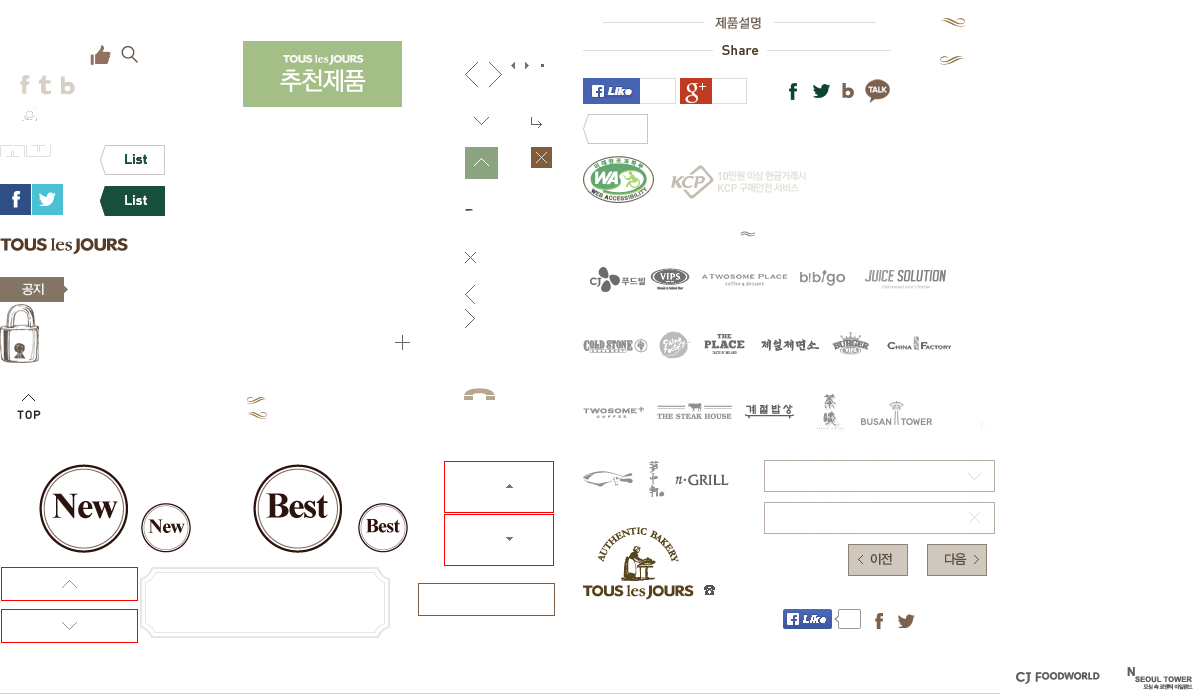 제품설명
Share
f t b
TOUS les JOURS
추천제품
Like
g+
TALK
List
List
WA
WEB ACCESSIBILITY
KCP
10만원 이상 현금거래시
KCP 구매안전 서비스
TOUS les JOURS
공지
CJ 푸드빌
VIPS
A TWOSOME PLACE
coffee & dessert
bibigo
JUICE SOLUTION
COLD STONE
THE PLACE
제일제면소
BURGER
CHINA FACTORY
TOP
TWOSOME+
COFFEE
THE STEAK HOUSE
계절밥상
BUSAN TOWER
New
New
Best
Best
n·GRILL
AUTHENTIC BAKERY
TOUS les JOURS
이전
다음
Like
CJ FOODWORLD
N SEOUL TOWER